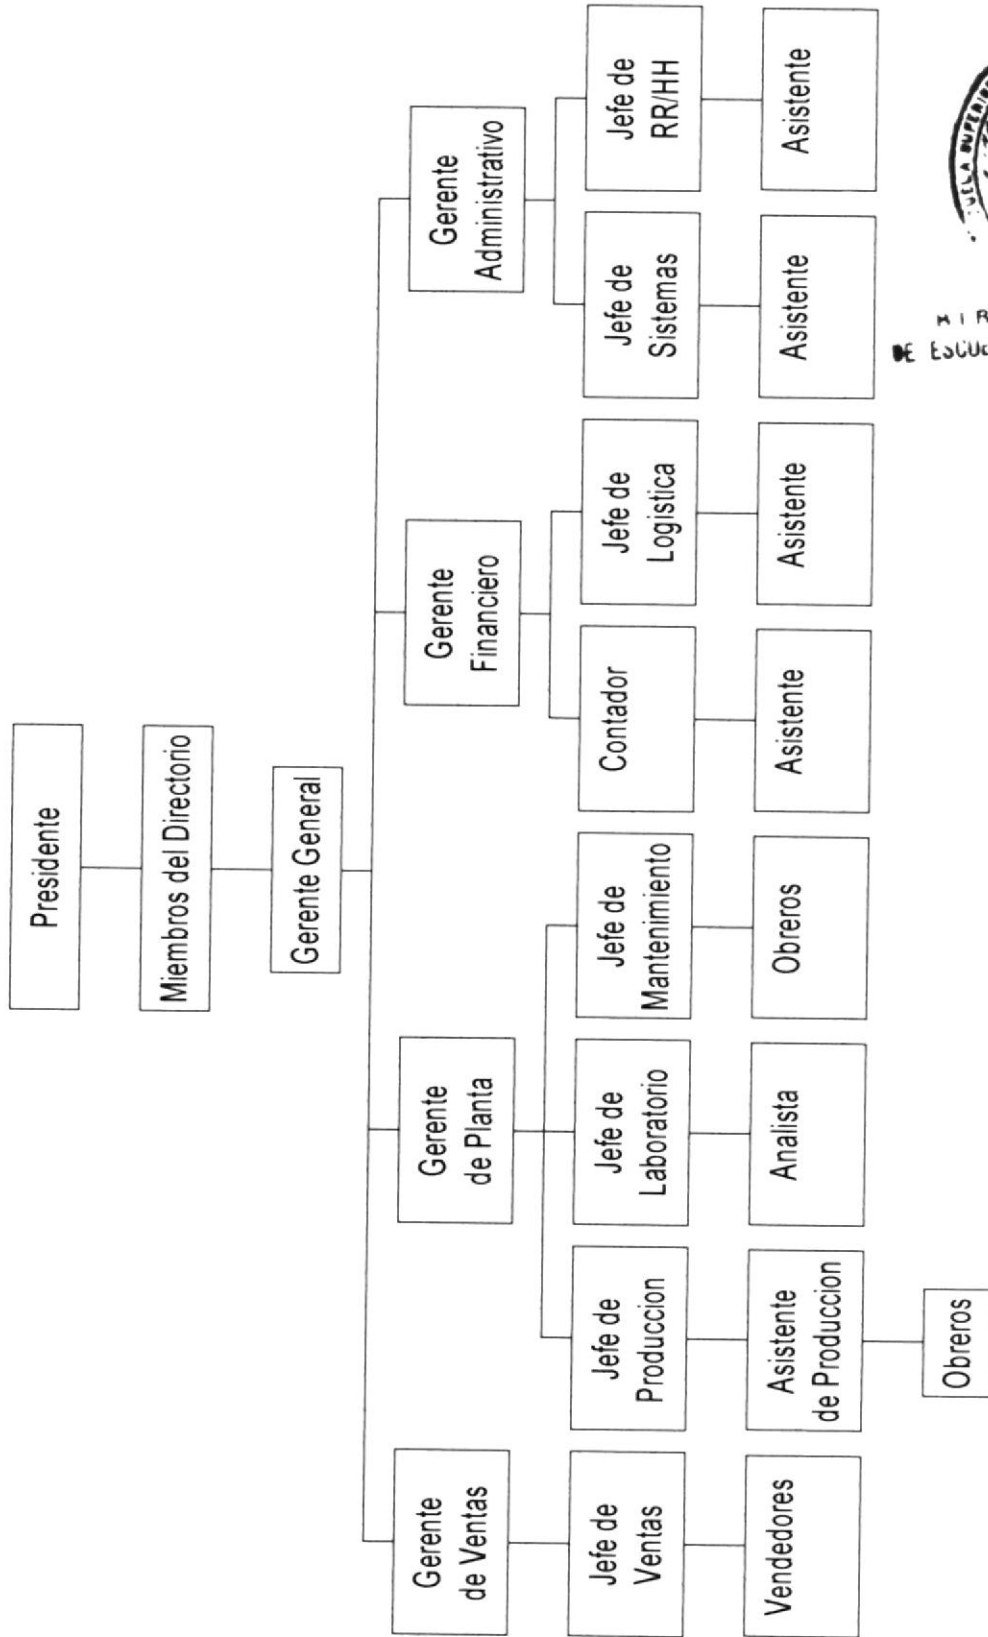 Presidente
Miembros del Directorio
Gerente General
Gerente
de Ventas
Gerente
de Planta
Gerente
Financiero
Gerente
Administrativo
Jefe de
Ventas
Jefe de
Produccion
Jefe de
Laboratorio
Jefe de
Mantenimiento
Contador
Jefe de
Logistica
Jefe de
Sistemas
Jefe de
RR/HH
Vendedores
Asistente
de Produccion
Analista
Obreros
Asistente
Asistente
Asistente
Asistente
Obreros
DE